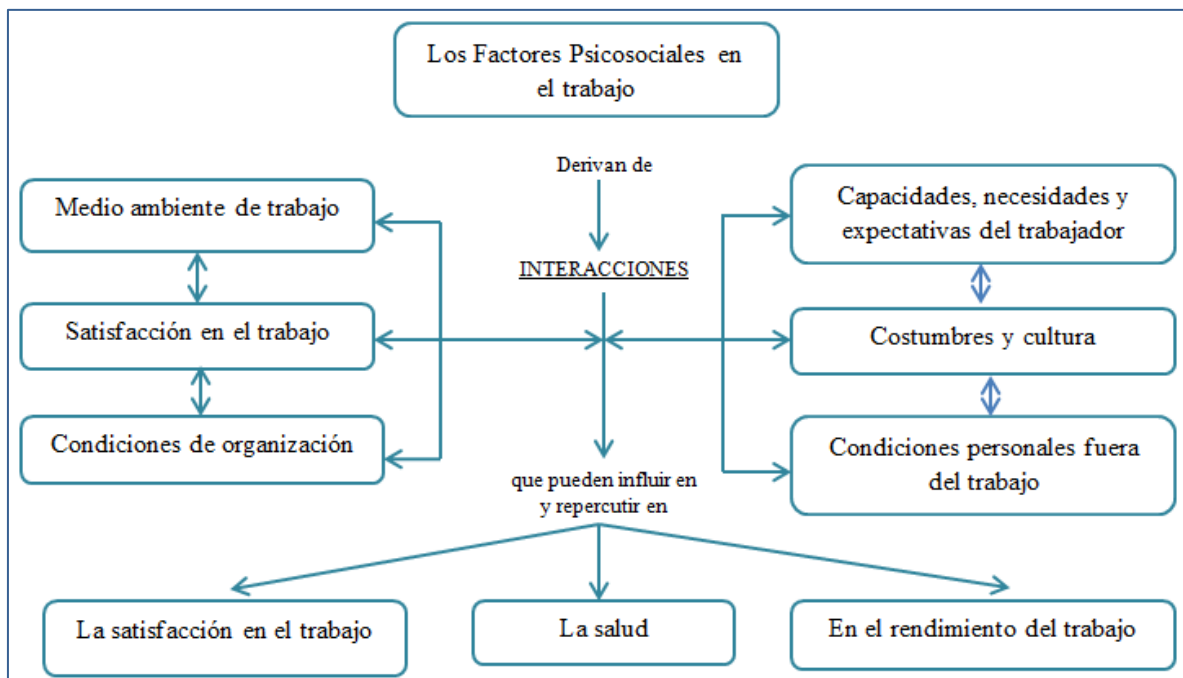 Los Factores Psicosociales en
el trabajo
Derivan de
INTERACCIONES
Medio ambiente de trabajo
Satisfacción en el trabajo
Condiciones de organización
Capacidades, necesidades y
expectativas del trabajador
Costumbres y cultura
Condiciones personales fuera
del trabajo
que pueden influir en
y repercutir en
La satisfacción en el trabajo
La salud
En el rendimiento del trabajo